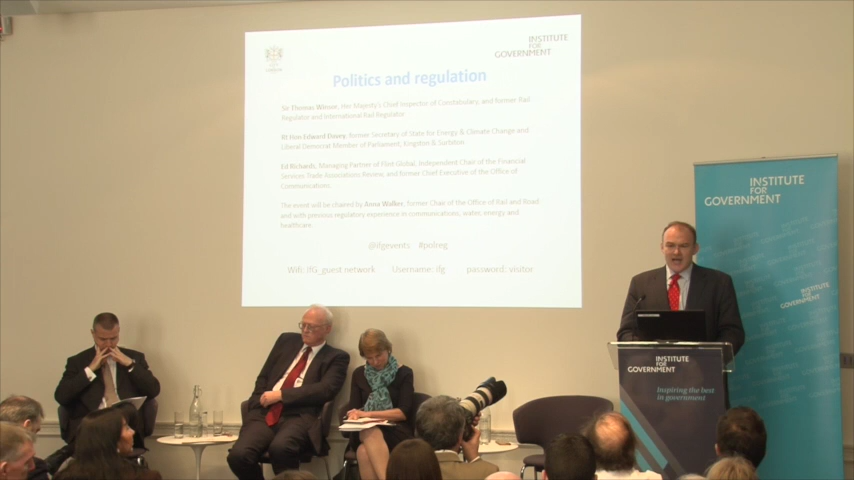 INSTITUTE
FOR
GOVERNMENT
Politics and regulation
Sir Thomas Winsor, Her Majesty's Chief Inspector of Constabulary, and former Rail
Regulator and International Rail Regulator
Rt Hon Edward Davey, former Secretary of State for Energy & Climate Change and
Liberal Democrat Member of Parliament, Kingston & Surbiton
Ed Richards, Managing Partner of Flint Global, Independent Chair of the Financial
Services Trade Associations Review, and former Chief Executive of the Office of
Communications
The event will be chaired by Anna Walker, former Chair of the Office of Rail and Road
and with previous regulatory experience in communications, water, energy and
healthcare.
@ifgevents #polreg
Wifi: IfG_guest network Username: ifg password: visitor
INSTITUTE
FOR
GOVERNMENT
INSTITUTE
FOR
GOVERNMENT
INSTITUTE
FOR
GOVERNMENT
Inspiring the best
in government